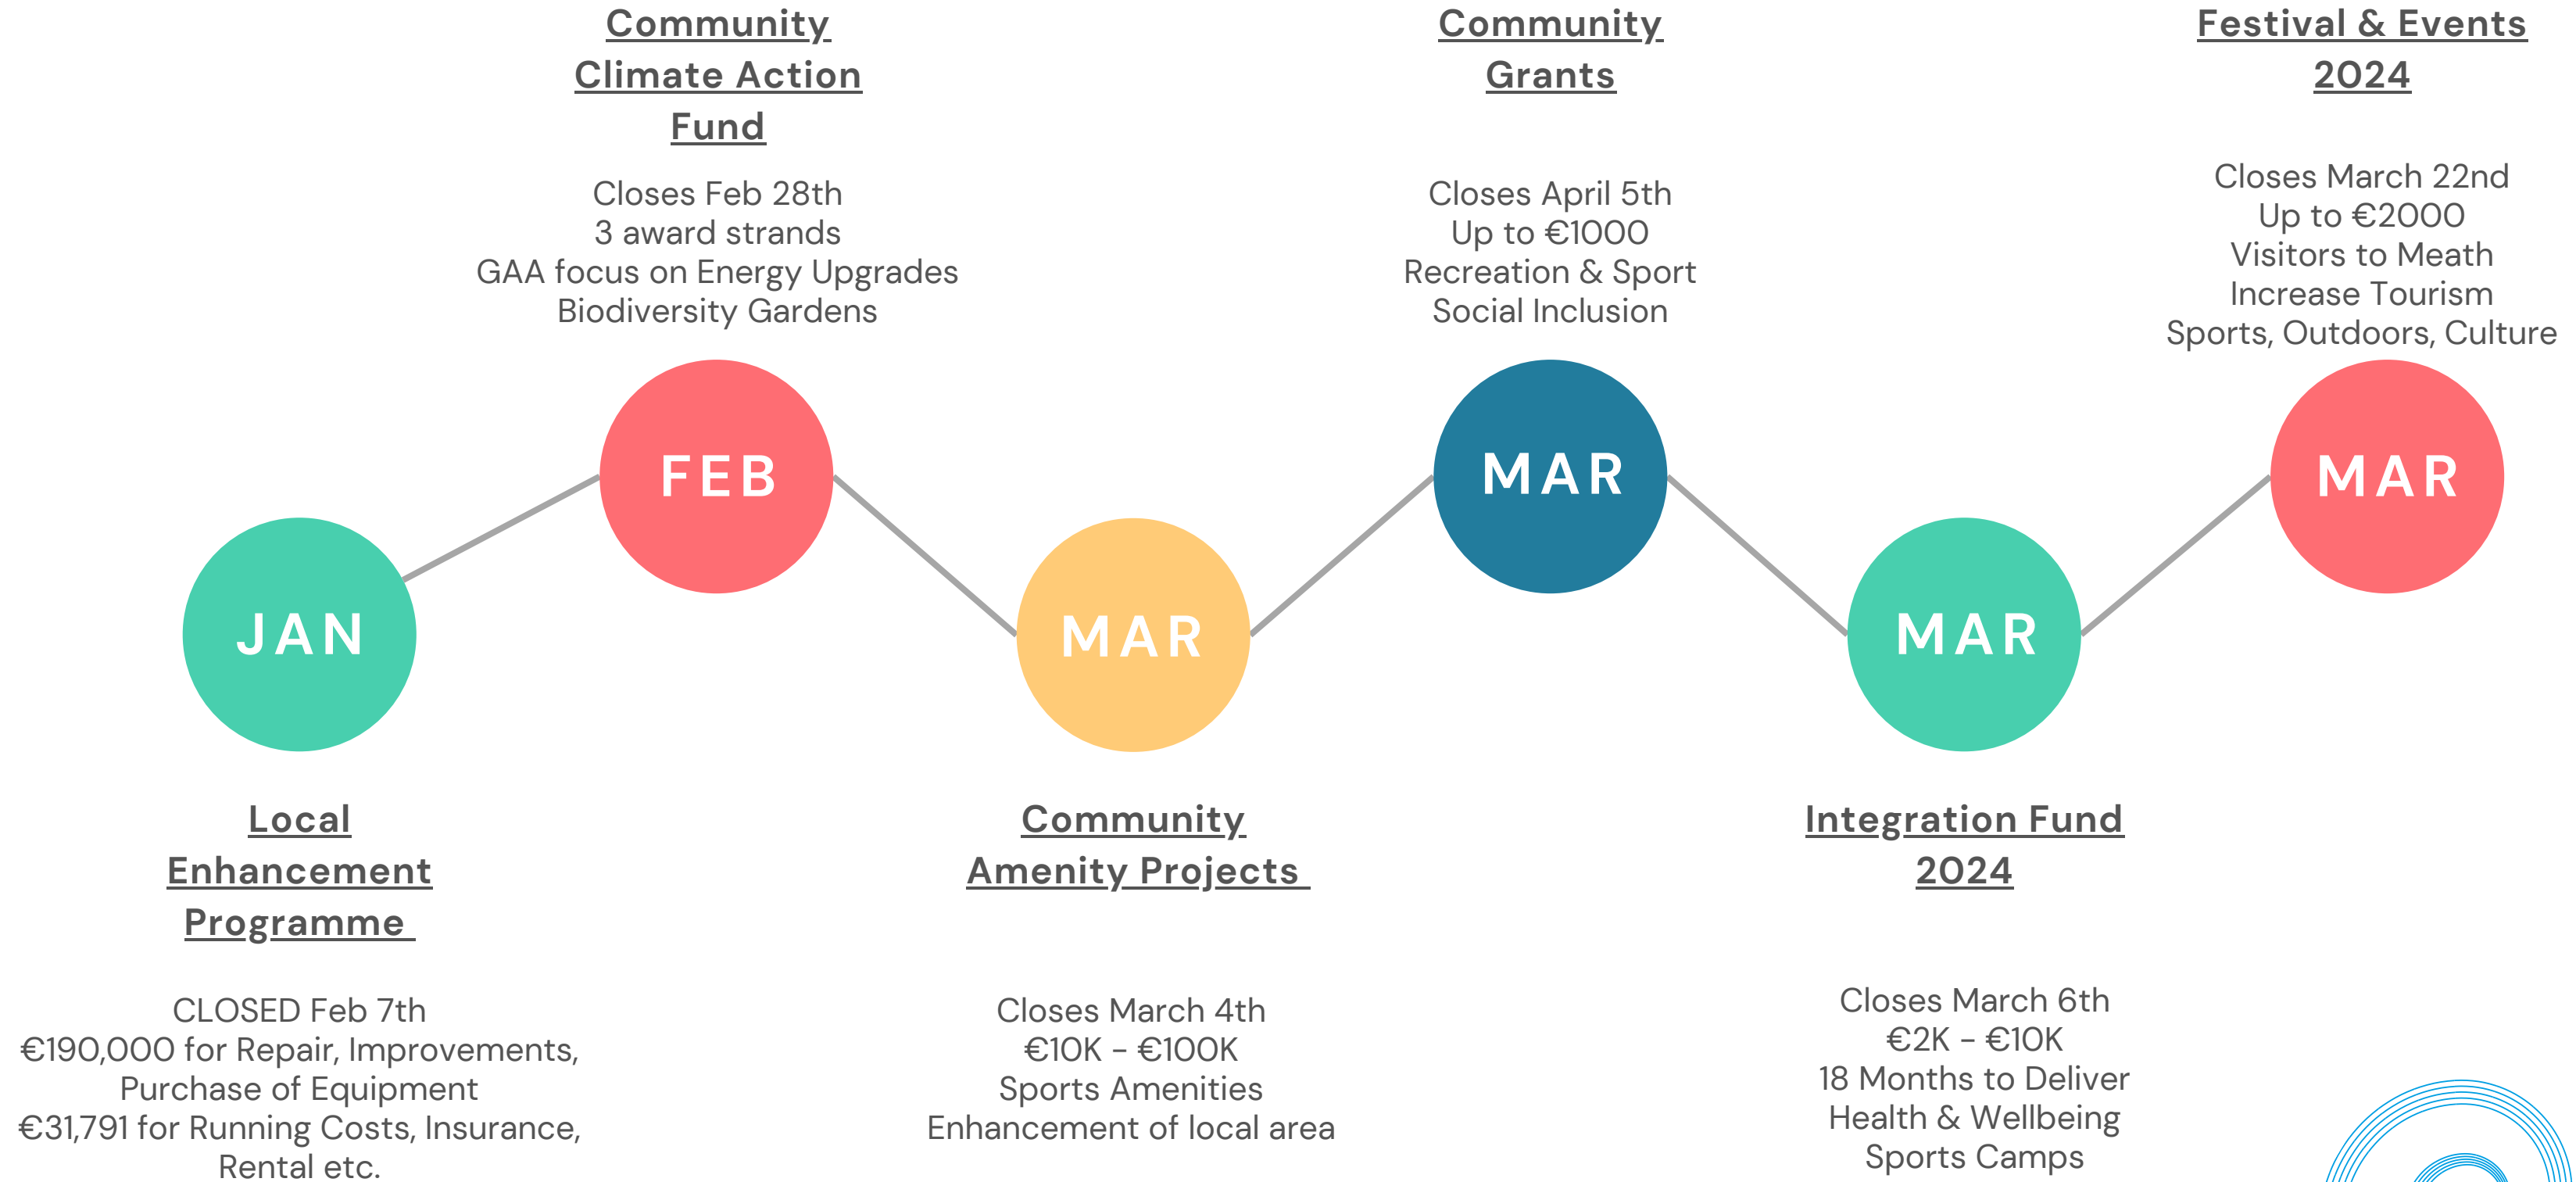 Community
Climate Action
Fund
Closes Feb 28th
3 award strands
GAA focus on Energy Upgrades
Biodiversity Gardens
Community
Grants
Closes April 5th
Up to €1000
Recreation & Sport
Social Inclusion
Festival & Events
2024
Closes March 22nd
Up to €2000
Visitors to Meath
Increase Tourism
Sports, Outdoors, Culture
JAN
FEB
MAR
MAR
MAR
MAR
Local
Enhancement
Programme
CLOSED Feb 7th
€190,000 for Repair, Improvements,
Purchase of Equipment
€31,791 for Running Costs, Insurance,
Rental etc.
Community
Amenity Projects
Closes March 4th
€10K - €100K
Sports Amenities
Enhancement of local area
Integration Fund
2024
Closes March 6th
€2K - €10K
18 Months to Deliver
Health & Wellbeing
Sports Camps